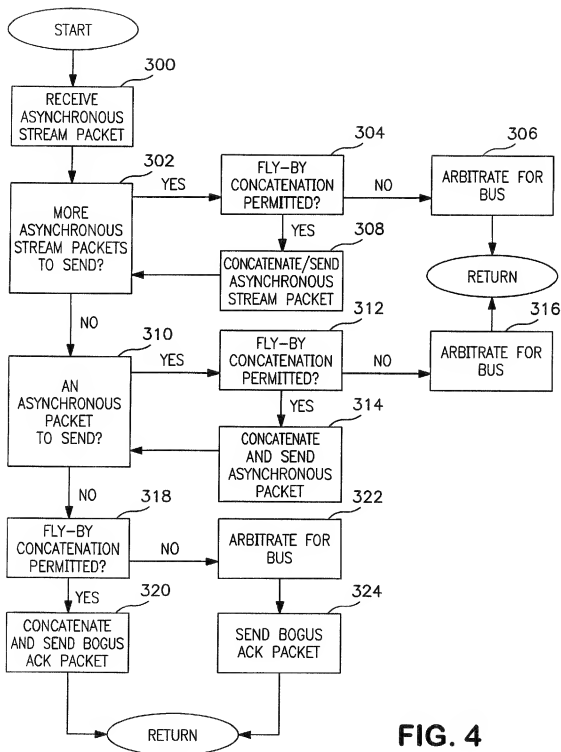 START
300
RECEIVE
ASYNCHRONOUS
STREAM PACKET
302
MORE
ASYNCHRONOUS
STREAM PACKETS
TO SEND?
YES
304
FLY-BY
CONCATENATION
PERMITTED?
NO
306
ARBITRATE FOR
BUS
YES
308
CONCATENATE/SEND
ASYNCHRONOUS
STREAM PACKET
RETURN
NO
310
AN
ASYNCHRONOUS
PACKET
TO SEND?
YES
312
FLY-BY
CONCATENATION
PERMITTED?
NO
316
ARBITRATE FOR
BUS
YES
314
CONCATENATE
AND SEND
ASYNCHRONOUS
PACKET
NO
318
FLY-BY
CONCATENATION
PERMITTED?
NO
322
ARBITRATE FOR
BUS
YES
320
CONCATENATE
AND SEND BOGUS
ACK PACKET
324
SEND BOGUS
ACK PACKET
RETURN
FIG. 4